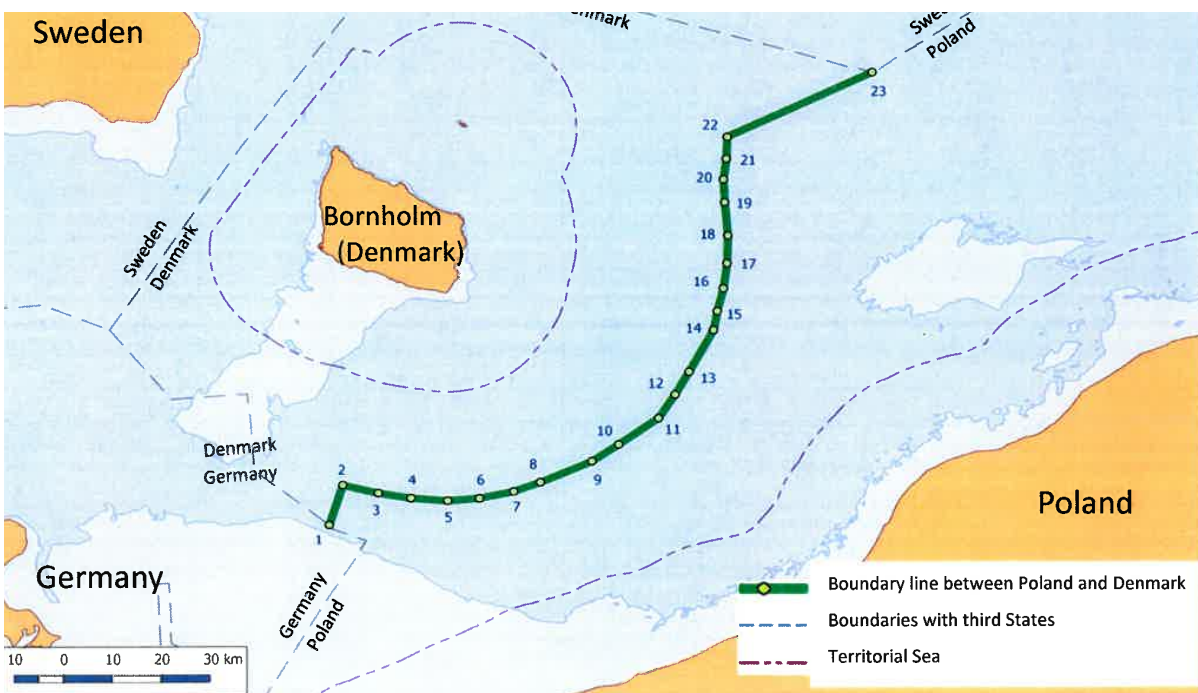 Denmark
Sweden
Poland
Sweden
23
22
21
20
19
18
17
16
15
14
13
12
11
10
9
8
7
6
5
4
3
2
1
Bornholm
(Denmark)
Sweden
Denmark
Denmark
Germany
Poland
Germany
Germany
Poland
Boundary line between Poland and Denmark
Boundaries with third States
Territorial Sea
10 0 10 20 30 km